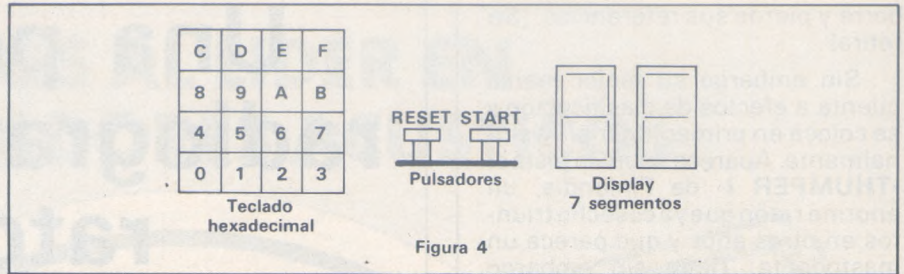 C D E F
8 9 A B
4 5 6 7
0 1 2 3
Teclado
hexadecimal
RESET START
Pulsadores
Display
7 segmentos
Figura 4